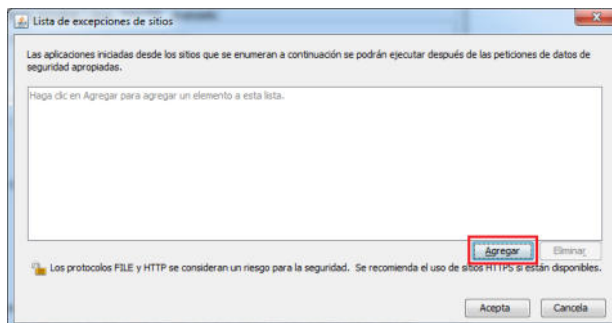 Lista de excepciones de sitios
Las aplicaciones iniciadas desde los sitios que se enumeran a continuación se podrán ejecutar después de las peticiones de datos de
seguridad apropiadas.
Haga clic en Agregar para agregar un elemento a esta lista.
Agregar
Eliminar
Los protocolos FILE y HTTP se consideran un riesgo para la seguridad. Se recomienda el uso de sitios HTTPS si están disponibles.
Acepta
Cancela